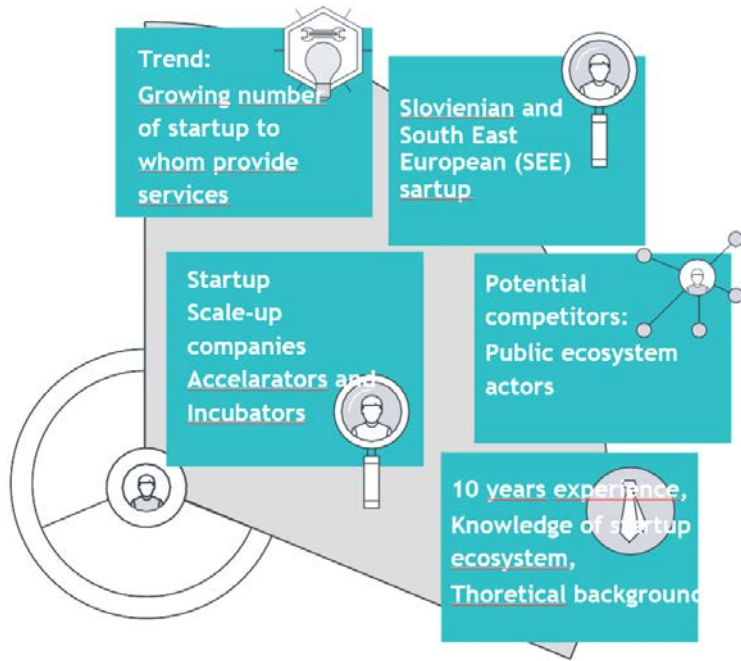 Trend:
Growing number
of startup to
whom provide
services
Slovienian and
South East
European (SEE)
sartup
Startup
Scale-up
companies
Accelarators and
Incubators
Potential
competitors:
Public ecosystem
actors
10 years experience,
Knowledge of startup
ecosystem,
Thoretical background